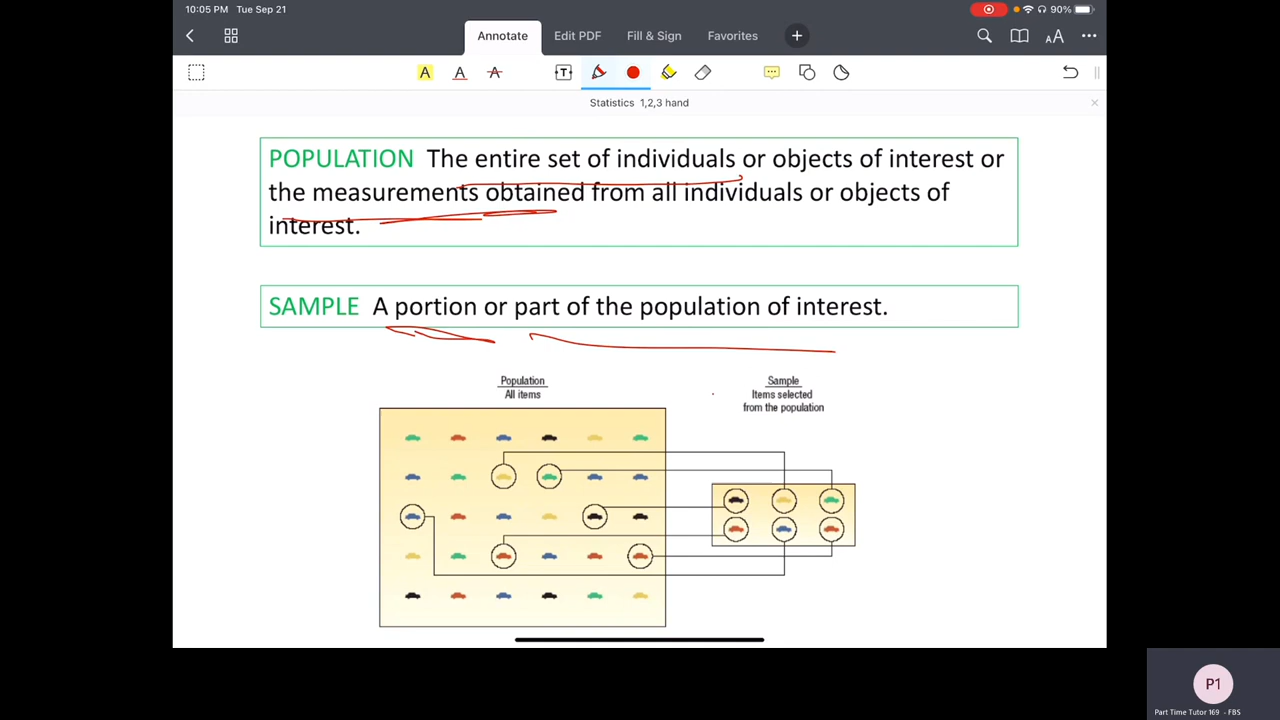 10:05 PM Tue Sep 21
90%
Annotate Edit PDF Fill & Sign Favorites
A A A T
Statistics 1,2,3 hand
POPULATION The entire set of individuals or objects of interest or
the measurements obtained from all individuals or objects of
interest.
SAMPLE A portion or part of the population of interest.
Population
All items
Sample
Items selected
from the population
P1
Part Time Tutor 169 - FBS